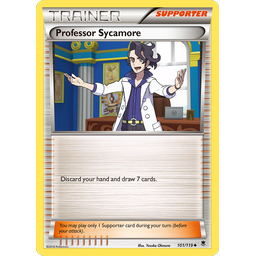 TRAINER SUPPORTER
Professor Sycamore
Discard your hand and draw 7 cards.
You may play only 1 Supporter card during your turn (before
your attack).
Illus. Yusuke Ohmura
101/119